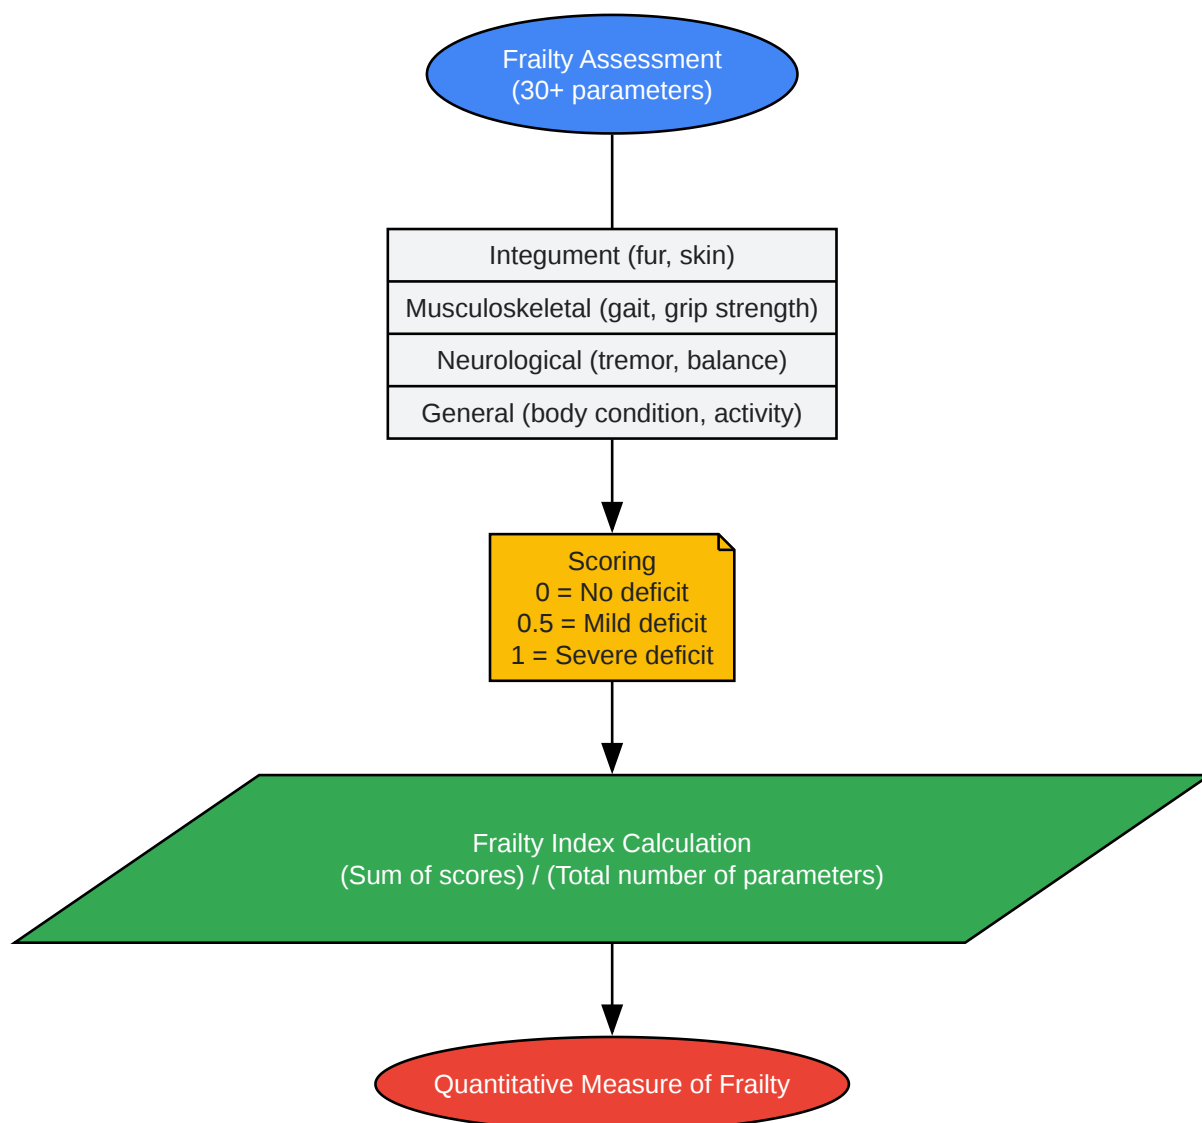 Frailty Assessment
(30+ parameters)
Integument (fur, skin)
Musculoskeletal (gait, grip strength)
Neurological (tremor, balance)
General (body condition, activity)
Scoring
0 = No deficit
0.5 = Mild deficit
1 = Severe deficit
Frailty Index Calculation
(Sum of scores) / (Total number of parameters)
Quantitative Measure of Frailty